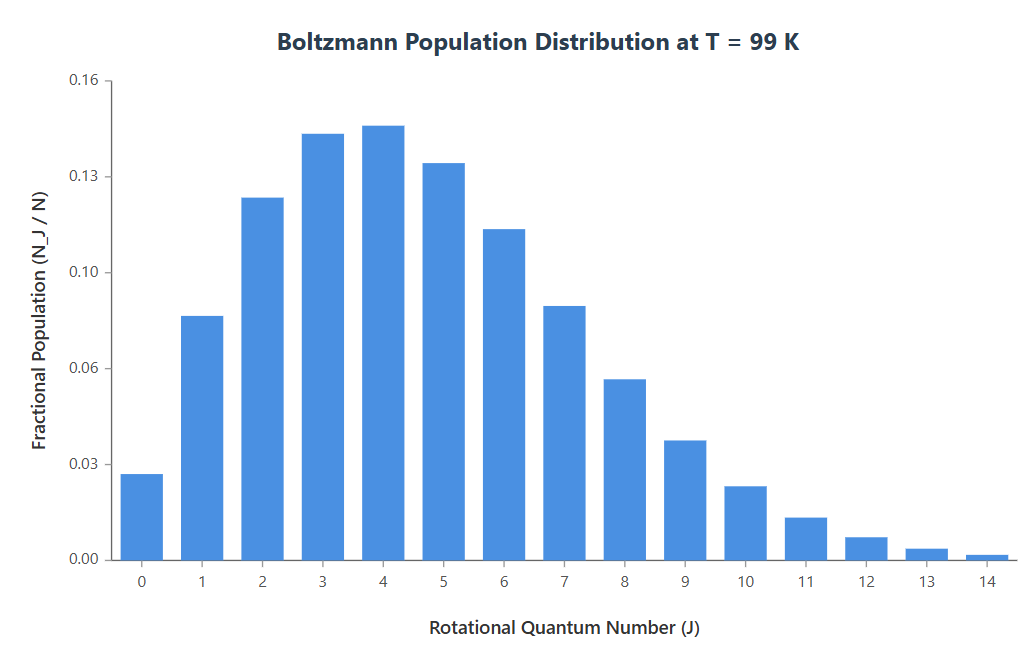 Boltzmann Population Distribution at T = 99 K
0.16
0.13
0.10
0.06
0.03
0.00
Fractional Population (N_J / N)
0 1 2 3 4 5 6 7 8 9 10 11 12 13 14
Rotational Quantum Number (J)